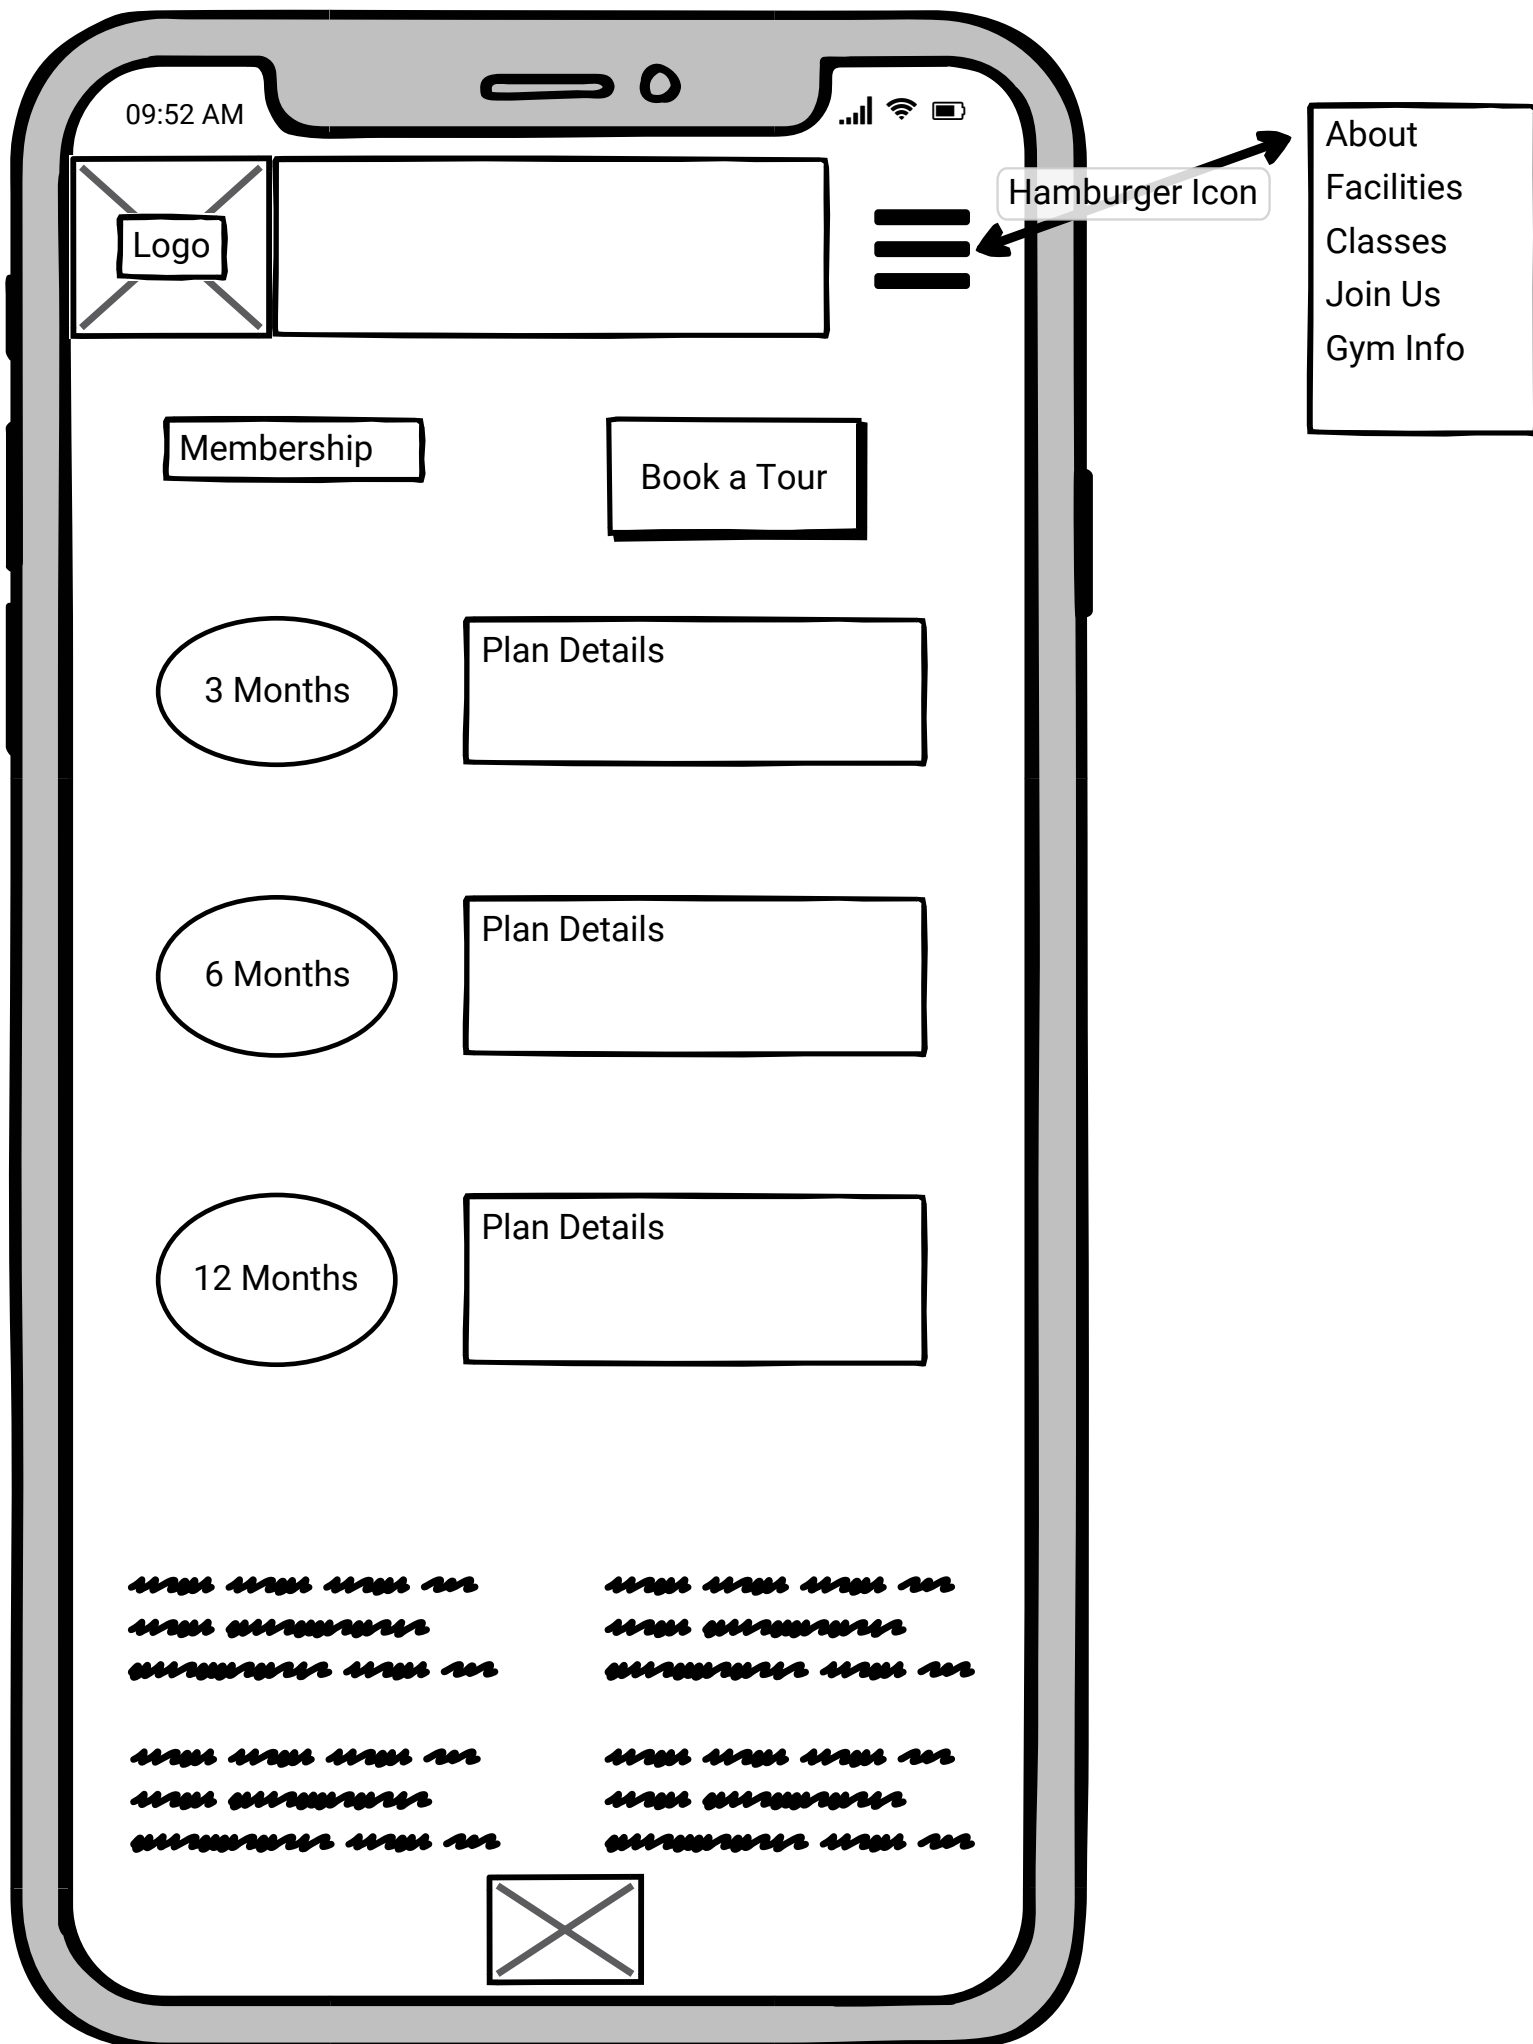 09:52 AM
Logo
Hamburger Icon
About
Facilities
Classes
Join Us
Gym Info
Membership
Book a Tour
3 Months
Plan Details
6 Months
Plan Details
12 Months
Plan Details